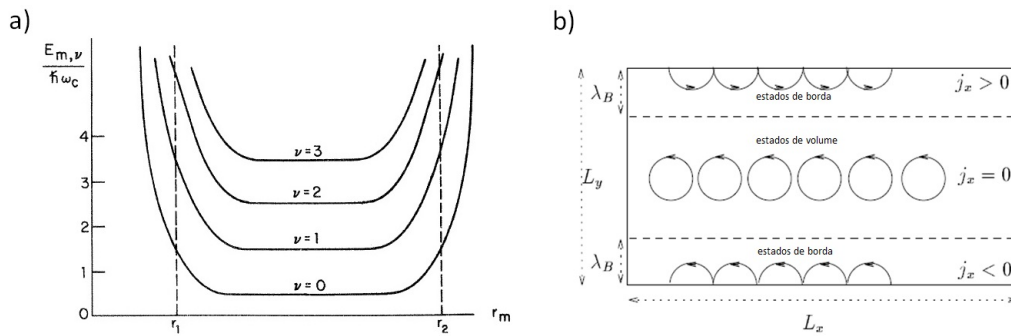 a)
E_{m,ν}
ħω_c
4
3
2
1
0
ν=3
ν=2
ν=1
ν=0
r_1
r_2
r_m
b)
λ_B
estados de borda
j_x > 0
estados de volume
L_y
j_x = 0
λ_B
estados de borda
j_x < 0
L_x